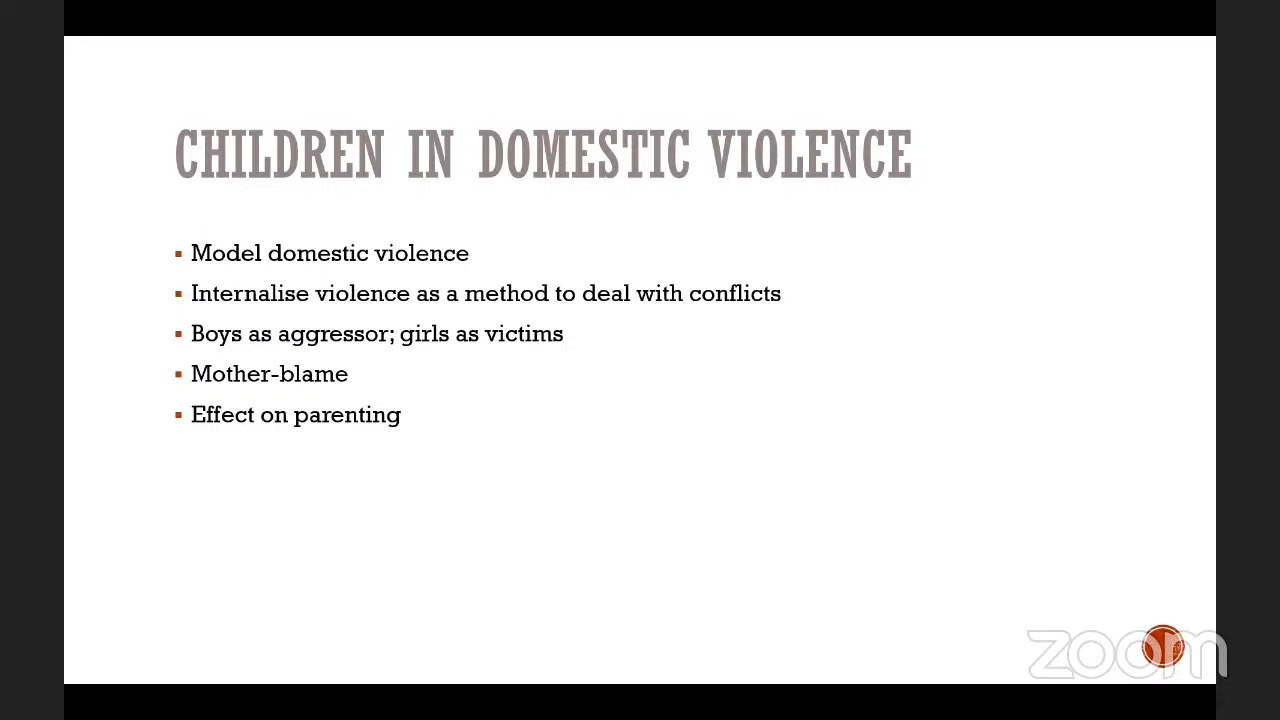 CHILDREN IN DOMESTIC VIOLENCE
Model domestic violence
Internalise violence as a method to deal with conflicts
Boys as aggressor; girls as victims
Mother-blame
Effect on parenting
zoom